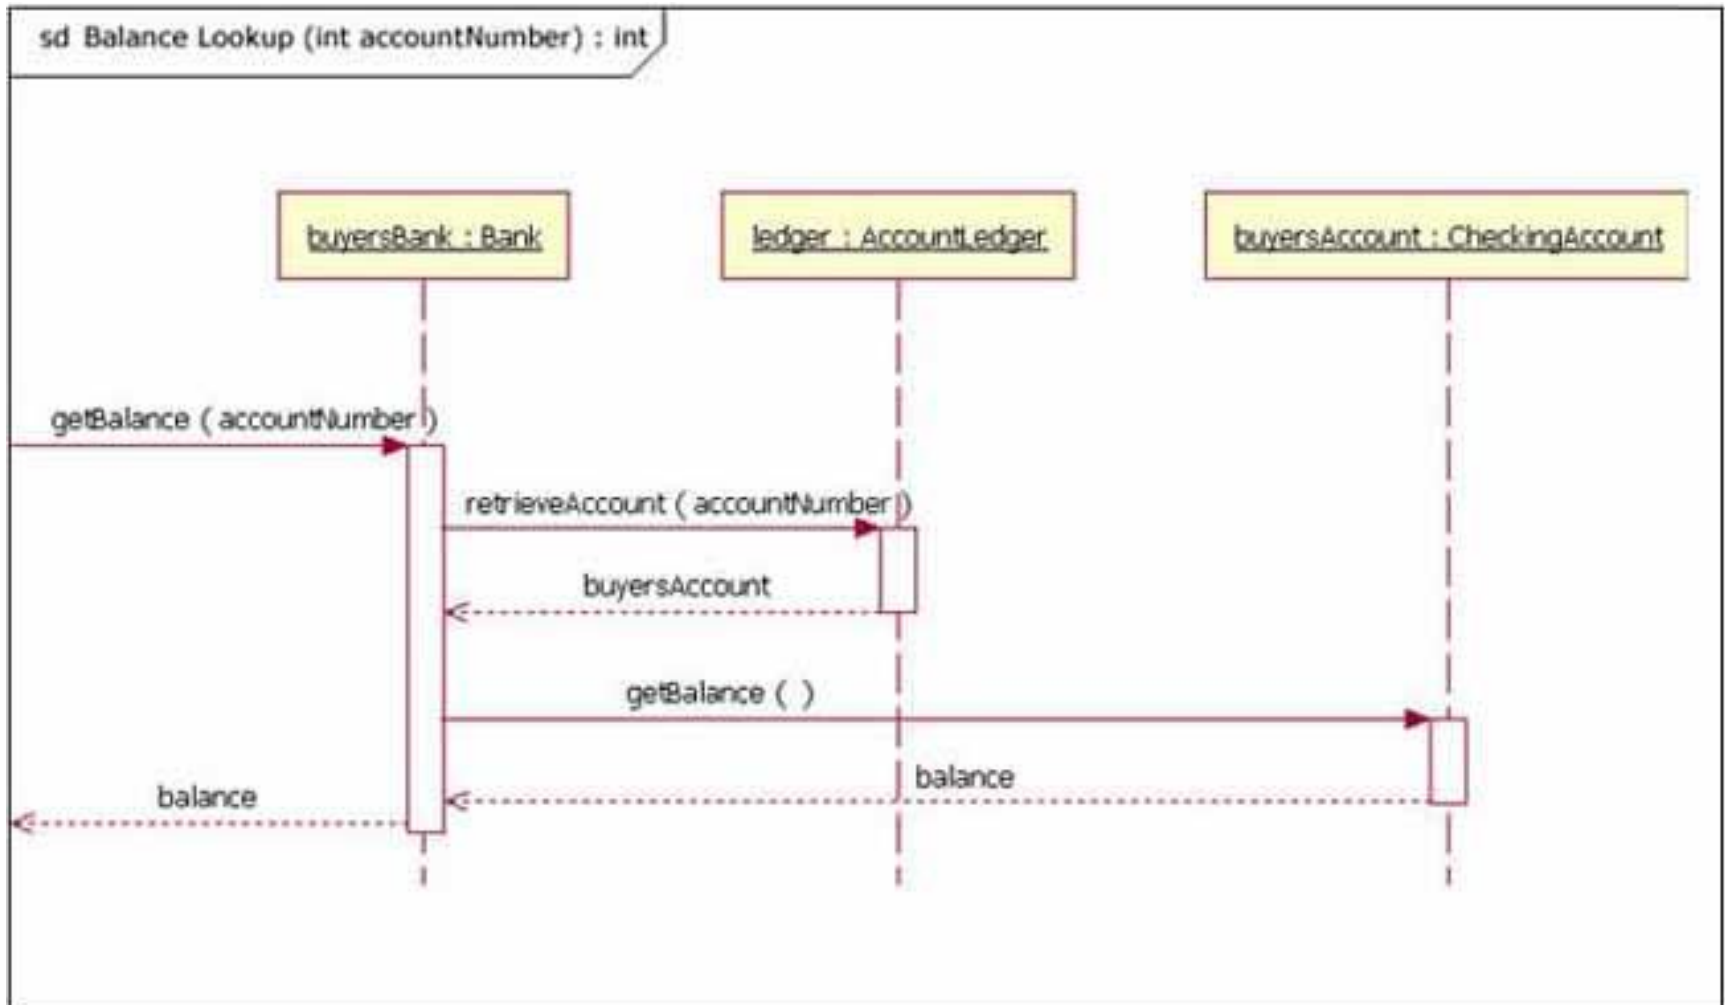 sd Balance Lookup (int accountNumber) : int
buyersBank : Bank
ledger : AccountLedger
buyersAccount : CheckingAccount
getBalance ( accountNumber )
retrieveAccount ( accountNumber )
buyersAccount
getBalance ( )
balance
balance